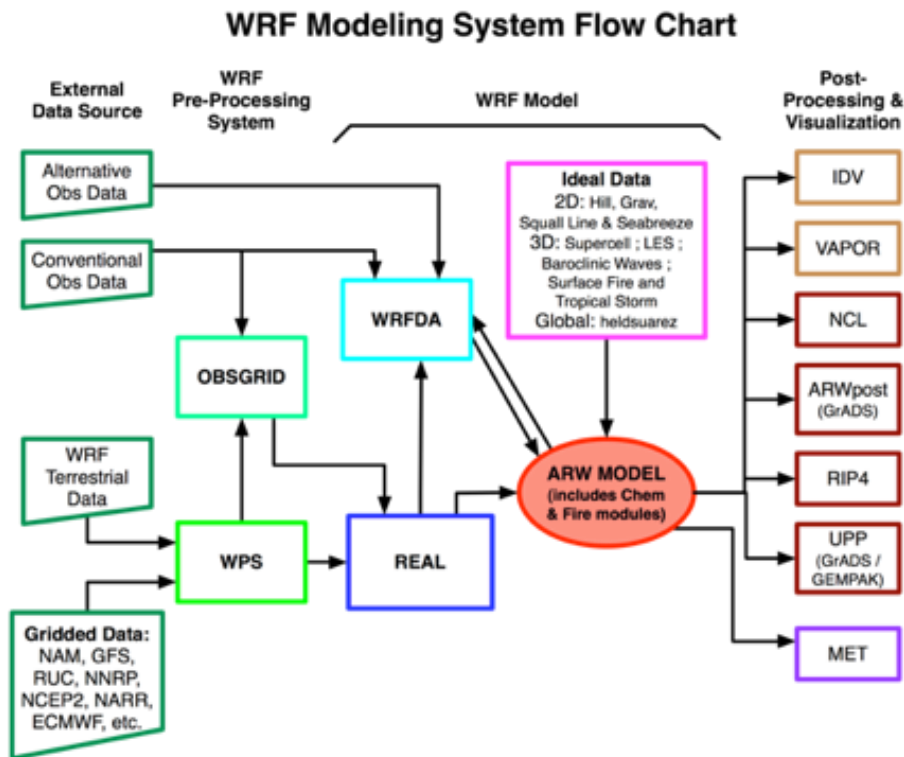 WRF Modeling System Flow Chart
External
Data Source
WRF
Pre-Processing
System
WRF Model
Post-
Processing &
Visualization
Alternative
Obs Data
Conventional
Obs Data
WRF
Terrestrial
Data
Gridded Data:
NAM, GFS,
RUC, NNRP,
NCEP2, NARR,
ECMWF, etc.
OBSGRID
WPS
WRFDA
REAL
Ideal Data
2D: Hill, Grav,
Squall Line & Seabreeze
3D: Supercell ; LES ;
Baroclinic Waves ;
Surface Fire and
Tropical Storm
Global: heldsuarez
ARW MODEL
(includes Chem
& Fire modules)
IDV
VAPOR
NCL
ARWpost
(GrADS)
RIP4
UPP
(GrADS /
GEMPAK)
MET